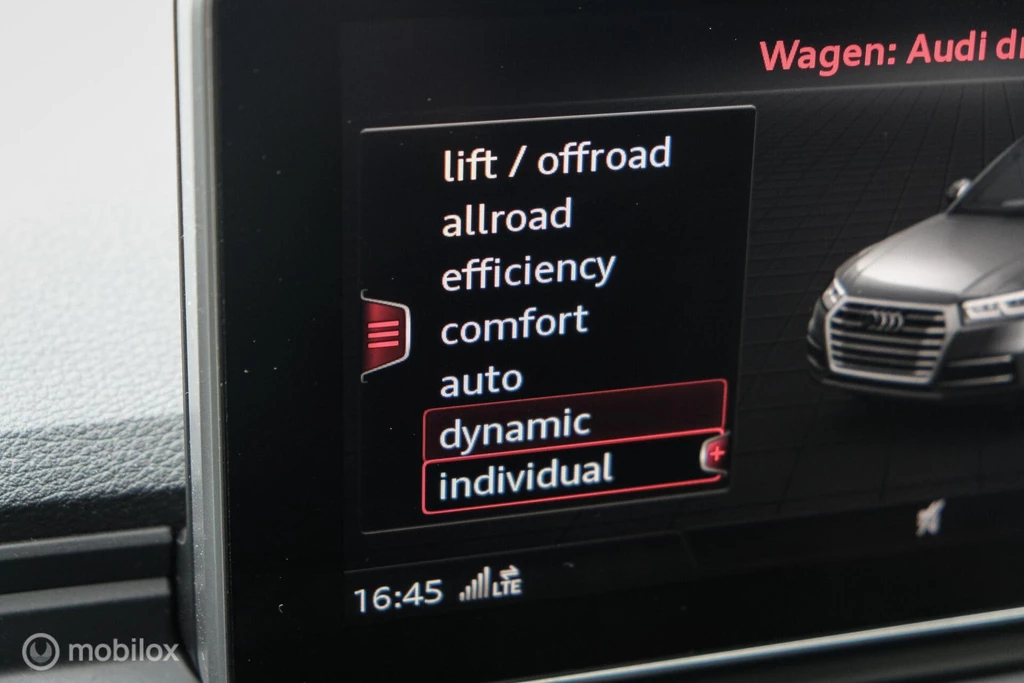 Wagen: Audi dr
lift / offroad
allroad
efficiency
comfort
auto
dynamic
individual
16:45 LTE
mobilox